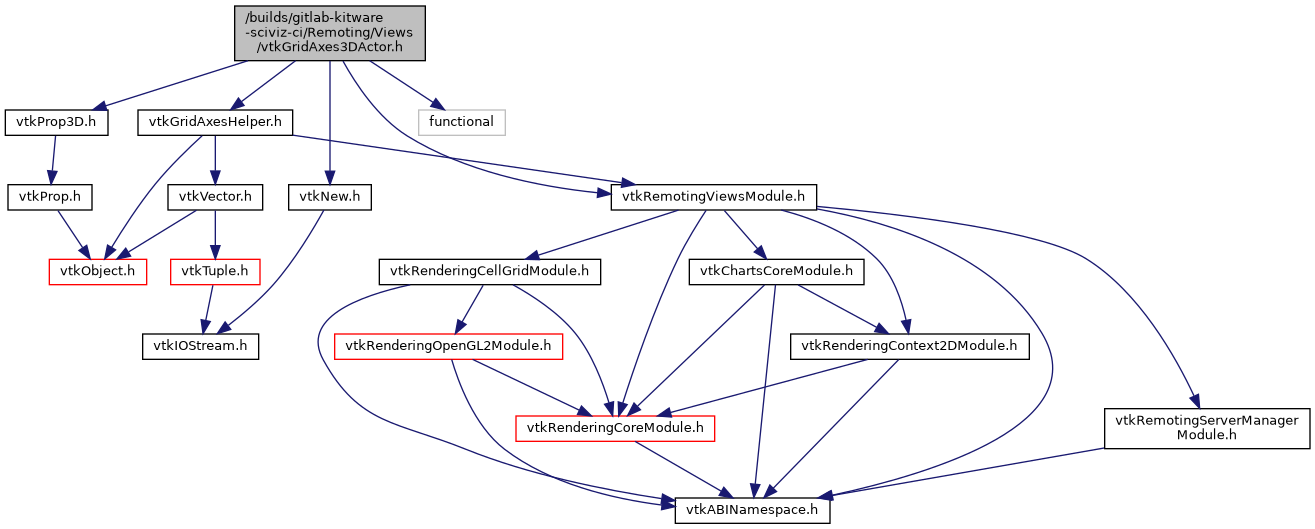 /builds/gitlab-kitware
-sciviz-ci/Remoting/Views
/vtkGridAxes3DActor.h
vtkProp3D.h
vtkGridAxesHelper.h
functional
vtkProp.h
vtkVector.h
vtkNew.h
vtkRemotingViewsModule.h
vtkObject.h
vtkTuple.h
vtkRenderingCellGridModule.h
vtkChartsCoreModule.h
vtkIOStream.h
vtkRenderingOpenGL2Module.h
vtkRenderingContext2DModule.h
vtkRenderingCoreModule.h
vtkRemotingServerManager
Module.h
vtkABINamespace.h